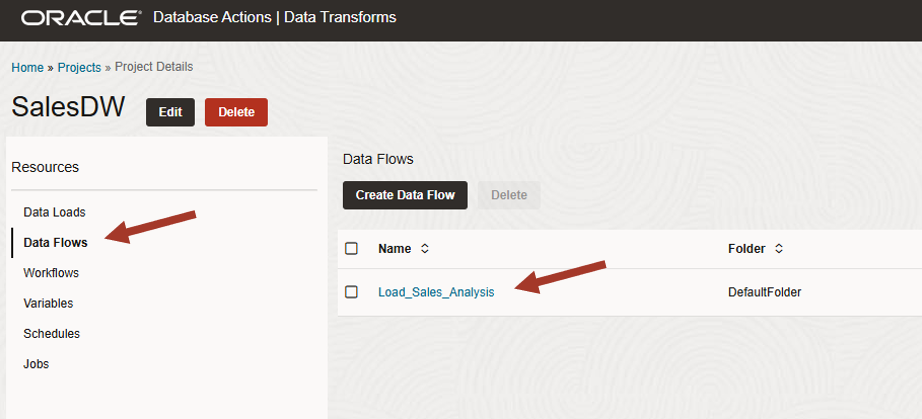 ORACLE® Database Actions | Data Transforms
Home » Projects » Project Details
SalesDW Edit Delete
Resources
Data Loads
Data Flows
Workflows
Variables
Schedules
Jobs
Data Flows
Create Data Flow Delete
Name Folder
Load_Sales_Analysis DefaultFolder